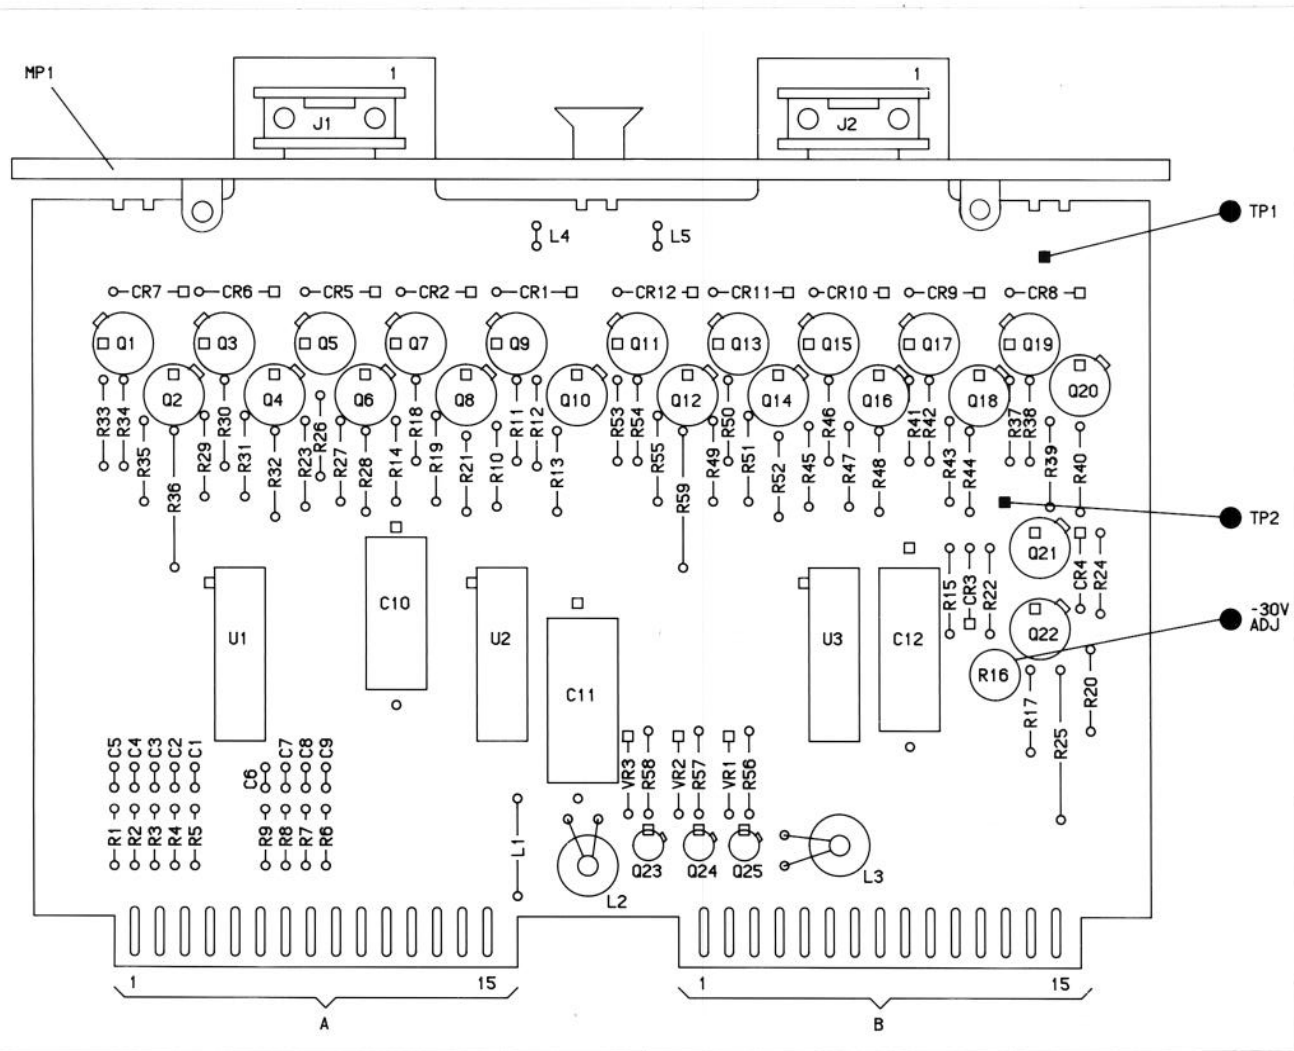 MP1
1
1
J1
J2
TP1
L4
L5
CR7
CR6
CR5
CR2
CR1
CR12
CR11
CR10
CR9
CR8
Q1
Q3
Q5
Q7
Q9
Q11
Q13
Q15
Q17
Q19
Q2
Q4
Q6
Q8
Q10
Q12
Q14
Q16
Q18
Q20
R33
R34
R35
R36
R29
R30
R31
R32
R23
R26
R27
R28
R14
R18
R19
R21
R10
R11
R12
R13
R53
R54
R55
R59
R49
R50
R51
R52
R45
R46
R47
R48
R41
R42
R43
R44
R37
R38
R39
R40
TP2
Q21
CR4
R24
R15
CR3
R22
C10
-30V
ADJ
U1
U2
U3
C12
Q22
R16
C11
R20
R17
R25
C5
C4
C3
C2
C1
C6
C7
C8
C9
VR3
R58
VR2
R57
VR1
R56
R1
R2
R3
R4
R5
R9
R8
R7
R6
L1
Q23
Q24
Q25
L3
L2
1
15
1
15
A
B